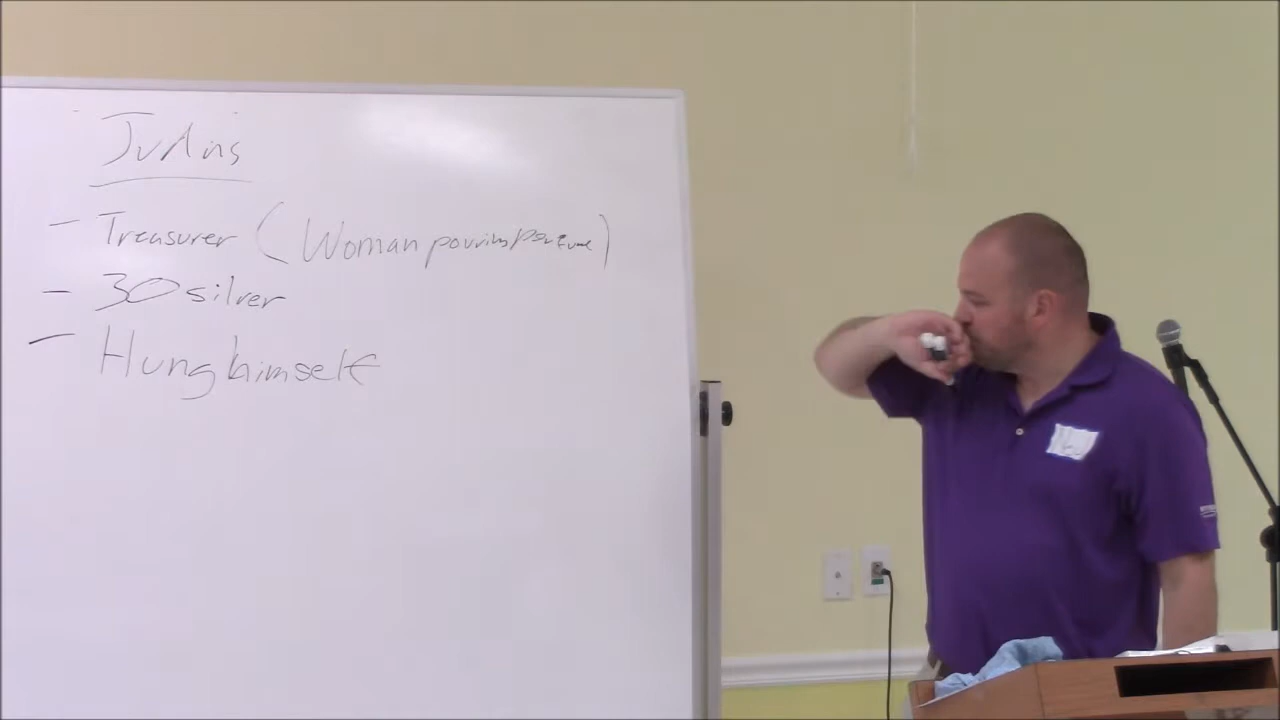 Judas
- Treasurer (Woman pouring perfume)
- 30 silver
- Hung himself